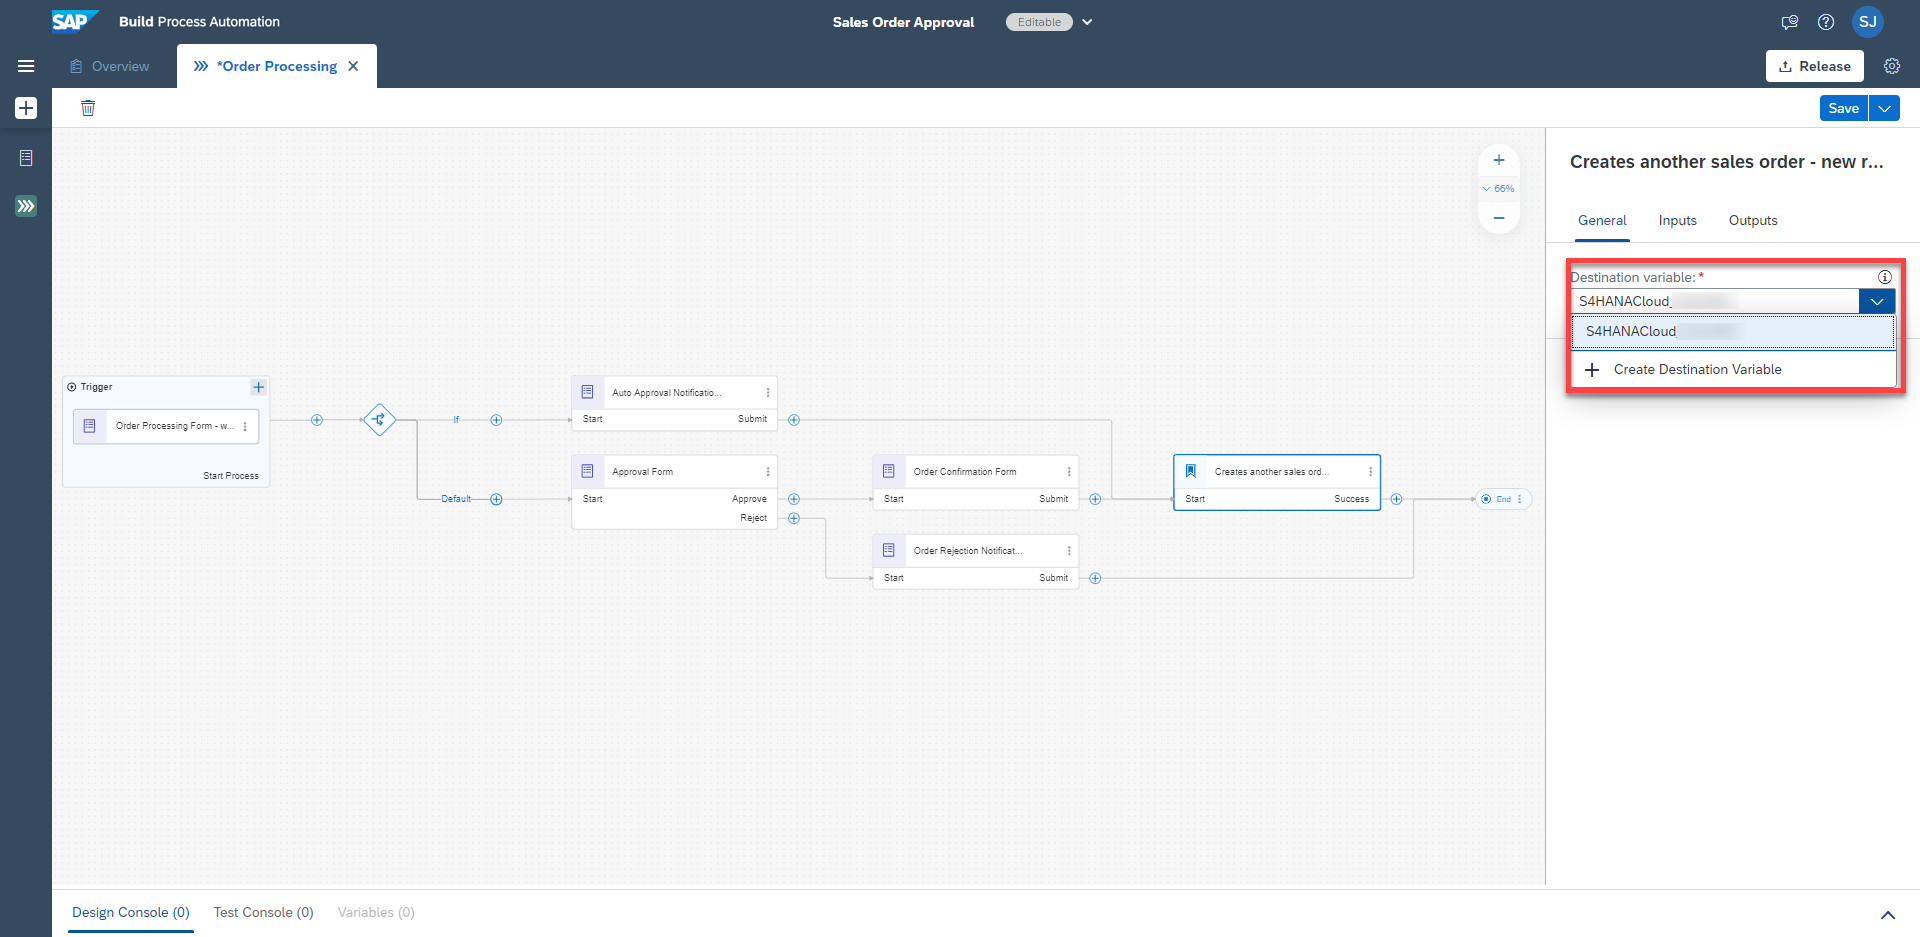 SAP
Build Process Automation
Sales Order Approval
Editable
SJ
Overview
*Order Processing
Release
Save
66%
Creates another sales order - new r...
General
Inputs
Outputs
Destination variable: *
S4HANACloud_
S4HANACloud
Create Destination Variable
Trigger
Order Processing Form - w...
Start Process
If
Default
Auto Approval Notificatio...
Start
Submit
Approval Form
Start
Approve
Reject
Order Confirmation Form
Start
Submit
Order Rejection Notificat...
Start
Submit
Creates another sales ord...
Start
Success
End
Design Console (0)
Test Console (0)
Variables (0)